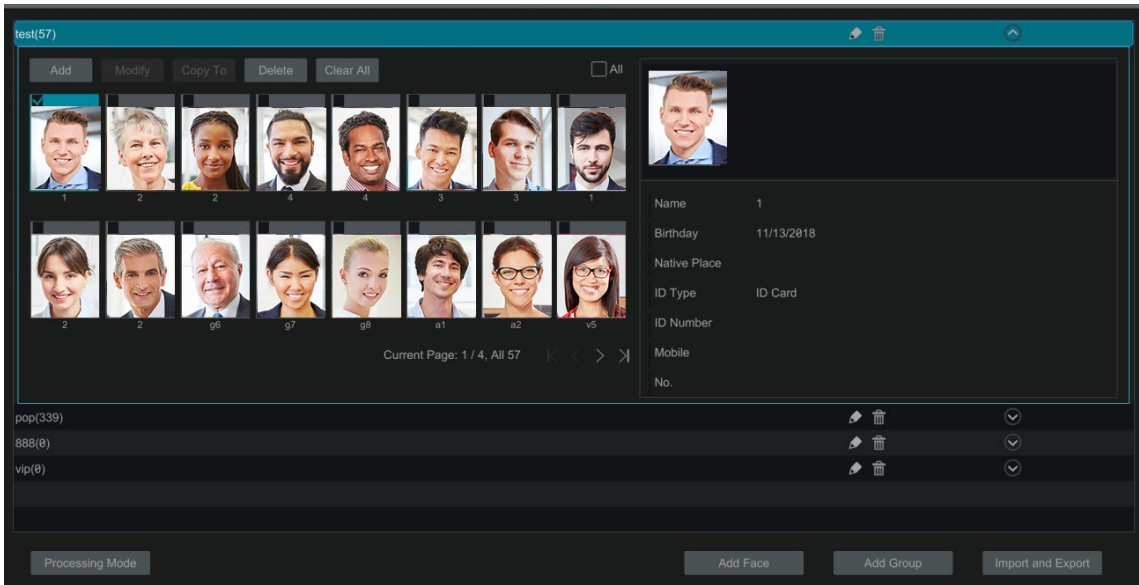 test(57)
Add Modify Copy To Delete Clear All All
1 2 2 4 4 3 3 1
2 2 g6 g7 g8 a1 a2 v5
Current Page: 1 / 4, All 57
Name 1
Birthday 11/13/2018
Native Place
ID Type ID Card
ID Number
Mobile
No.
pop(339)
888(0)
vip(0)
Processing Mode Add Face Add Group Import and Export